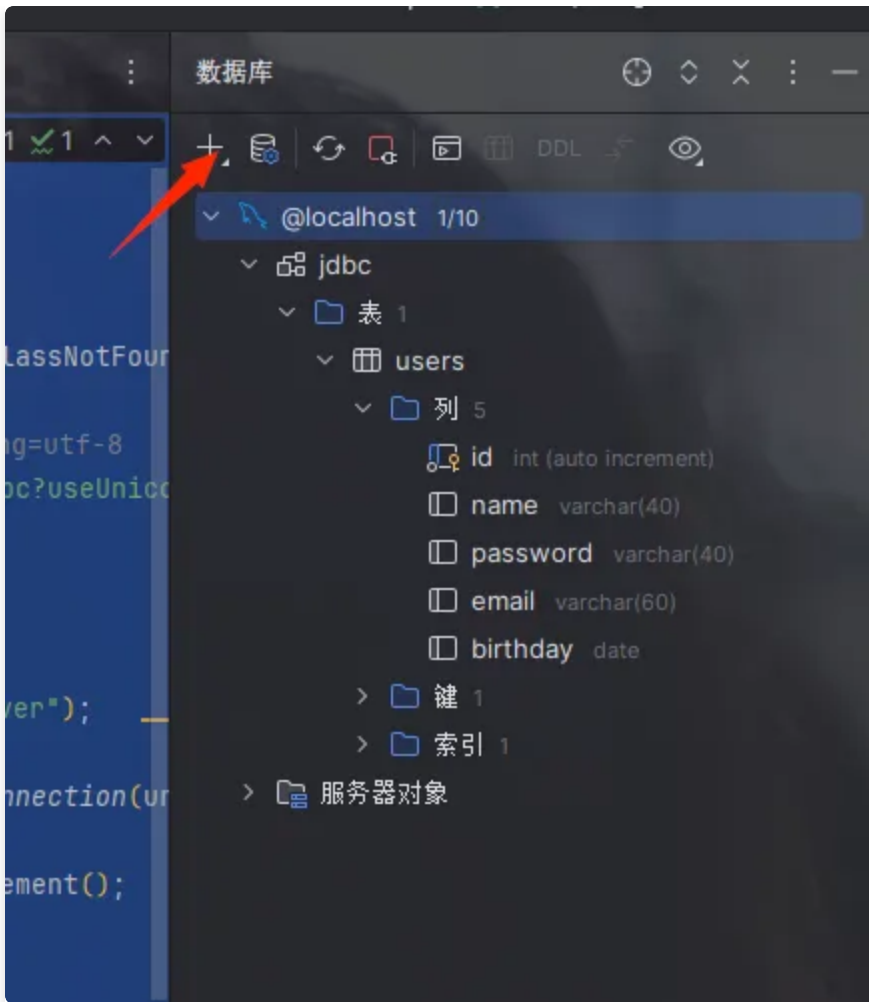 数据库
1 1
DDL
@localhost 1/10
jdbc
表 1
users
列 5
id int (auto increment)
name varchar(40)
password varchar(40)
email varchar(60)
birthday date
键 1
索引 1
服务器对象
lassNotFour
ng=utf-8
bc?useUnico
ver");
nnection(ur
ement();